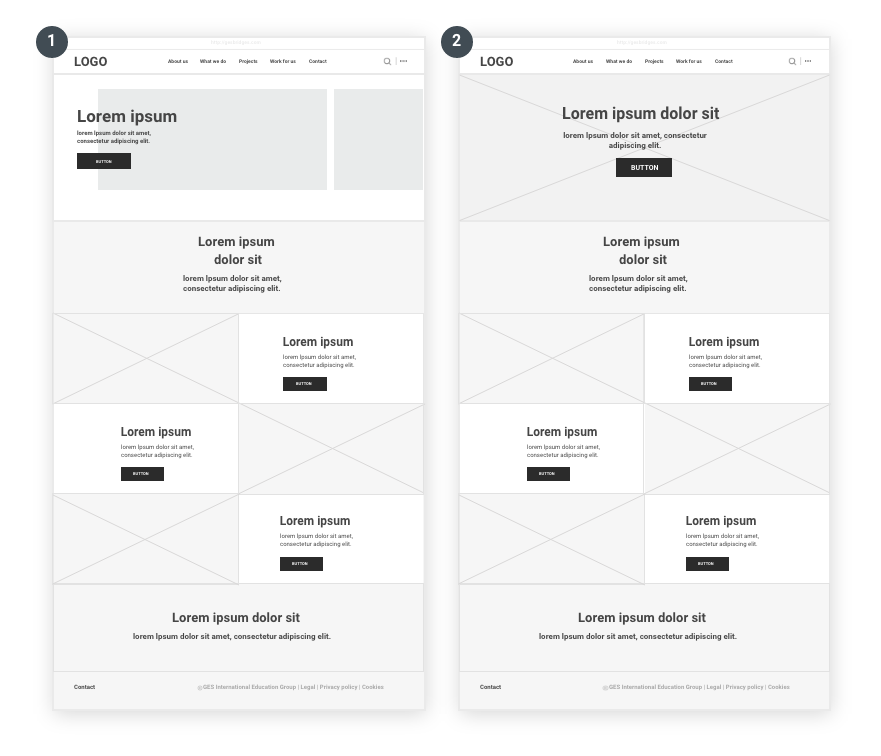 1
LOGO
About us What we do Projects Work for us Contact
Lorem ipsum
lorem Ipsum dolor sit amet,
consectetur adipiscing elit.
BUTTON
Lorem ipsum
dolor sit
lorem Ipsum dolor sit amet,
consectetur adipiscing elit.
Lorem ipsum
lorem Ipsum dolor sit amet,
consectetur adipiscing elit.
BUTTON
Lorem ipsum
lorem Ipsum dolor sit amet,
consectetur adipiscing elit.
BUTTON
Lorem ipsum
lorem Ipsum dolor sit amet,
consectetur adipiscing elit.
BUTTON
Lorem ipsum dolor sit
lorem Ipsum dolor sit amet, consectetur adipiscing elit.
Contact ©GES International Education Group | Legal | Privacy policy | Cookies
2
LOGO
About us What we do Projects Work for us Contact
Lorem ipsum dolor sit
lorem Ipsum dolor sit amet, consectetur
adipiscing elit.
BUTTON
Lorem ipsum
dolor sit
lorem Ipsum dolor sit amet,
consectetur adipiscing elit.
Lorem ipsum
lorem Ipsum dolor sit amet,
consectetur adipiscing elit.
BUTTON
Lorem ipsum
lorem Ipsum dolor sit amet,
consectetur adipiscing elit.
BUTTON
Lorem ipsum
lorem Ipsum dolor sit amet,
consectetur adipiscing elit.
BUTTON
Lorem ipsum dolor sit
lorem Ipsum dolor sit amet, consectetur adipiscing elit.
Contact ©GES International Education Group | Legal | Privacy policy | Cookies